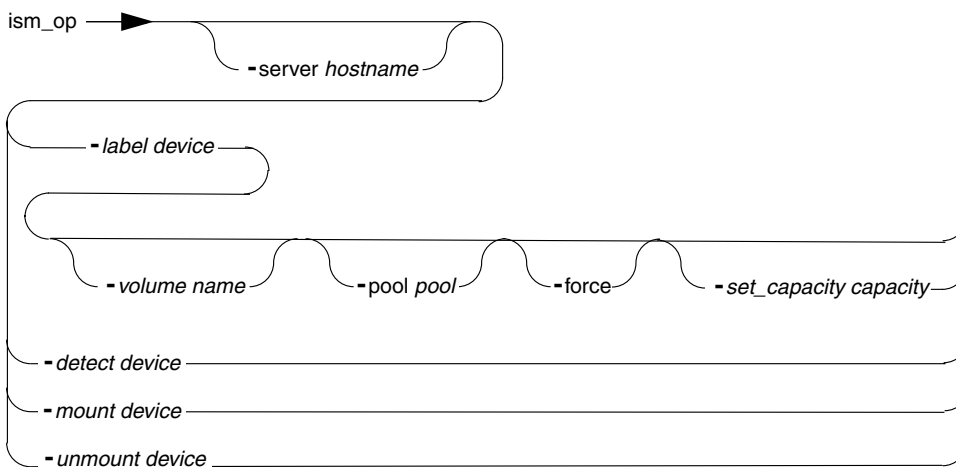 ism_op
-server hostname
-label device
-volume name -pool pool -force -set_capacity capacity
-detect device
-mount device
-unmount device